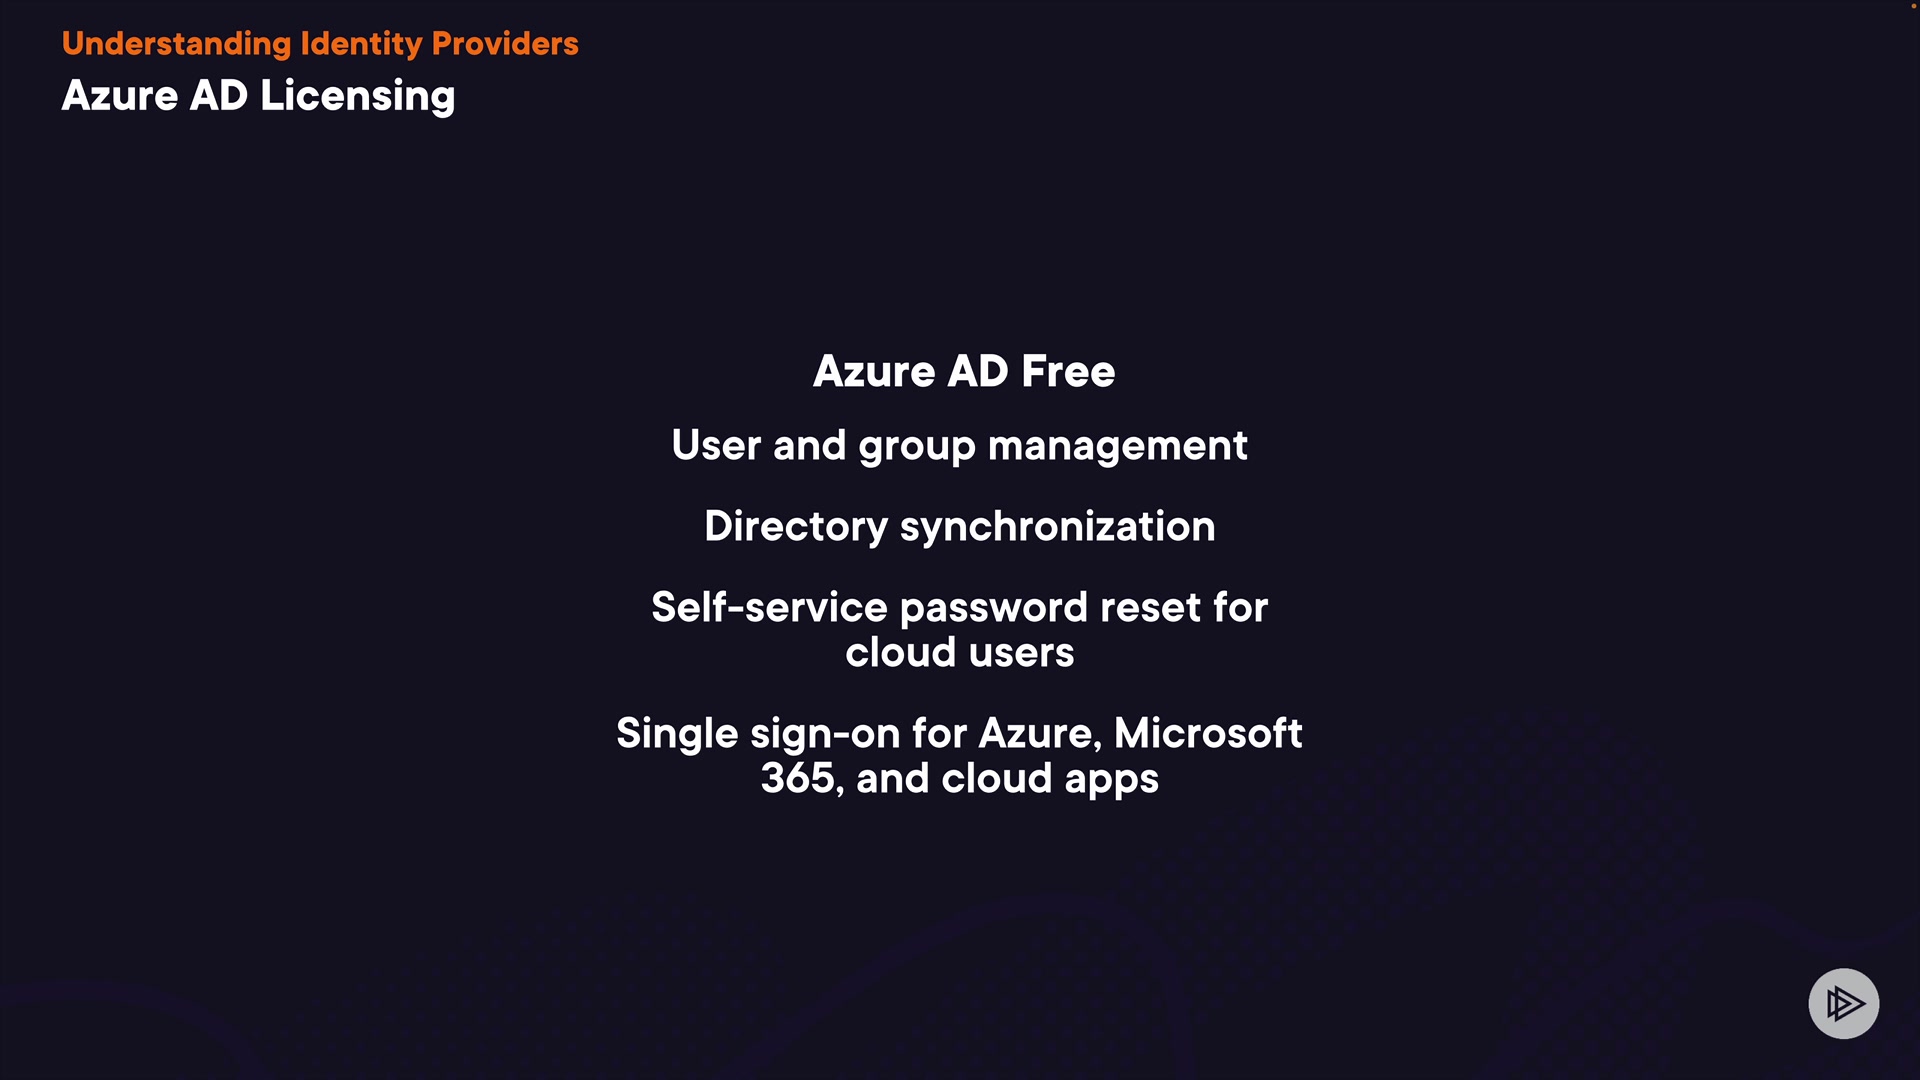 Understanding Identity Providers
Azure AD Licensing
Azure AD Free
User and group management
Directory synchronization
Self-service password reset for
cloud users
Single sign-on for Azure, Microsoft
365, and cloud apps